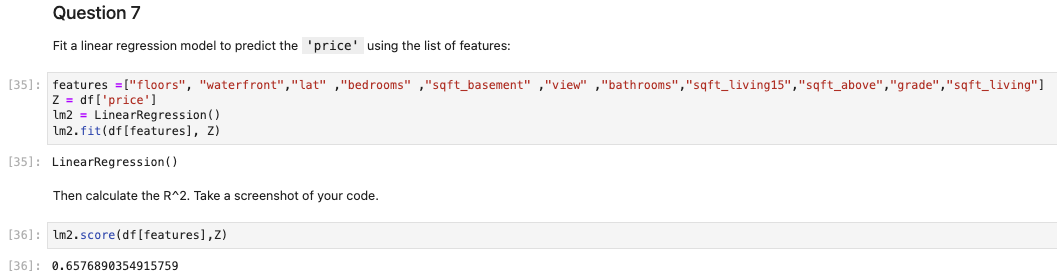 Question 7
Fit a linear regression model to predict the 'price' using the list of features:
[35]: features =["floors", "waterfront","lat" ,"bedrooms" ,"sqft_basement" ,"view" ,"bathrooms","sqft_living15","sqft_above","grade","sqft_living"]
Z = df['price']
lm2 = LinearRegression()
lm2.fit(df[features], Z)
[35]: LinearRegression()
Then calculate the R^2. Take a screenshot of your code.
[36]: lm2.score(df[features],Z)
[36]: 0.6576890354915759